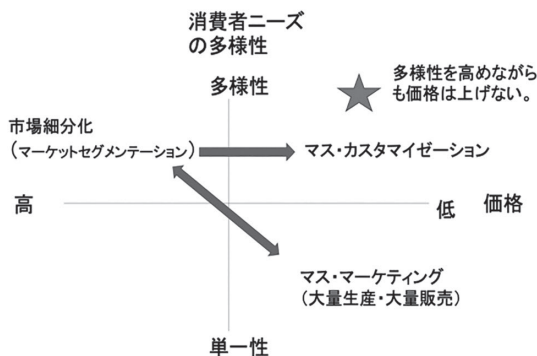 消費者ニーズ
の多様性
多様性
多様性を高めながら
も価格は上げない。
市場細分化
（マーケットセグメンテーション）
マス・カスタマイゼーション
高
低
価格
マス・マーケティング
（大量生産・大量販売）
単一性